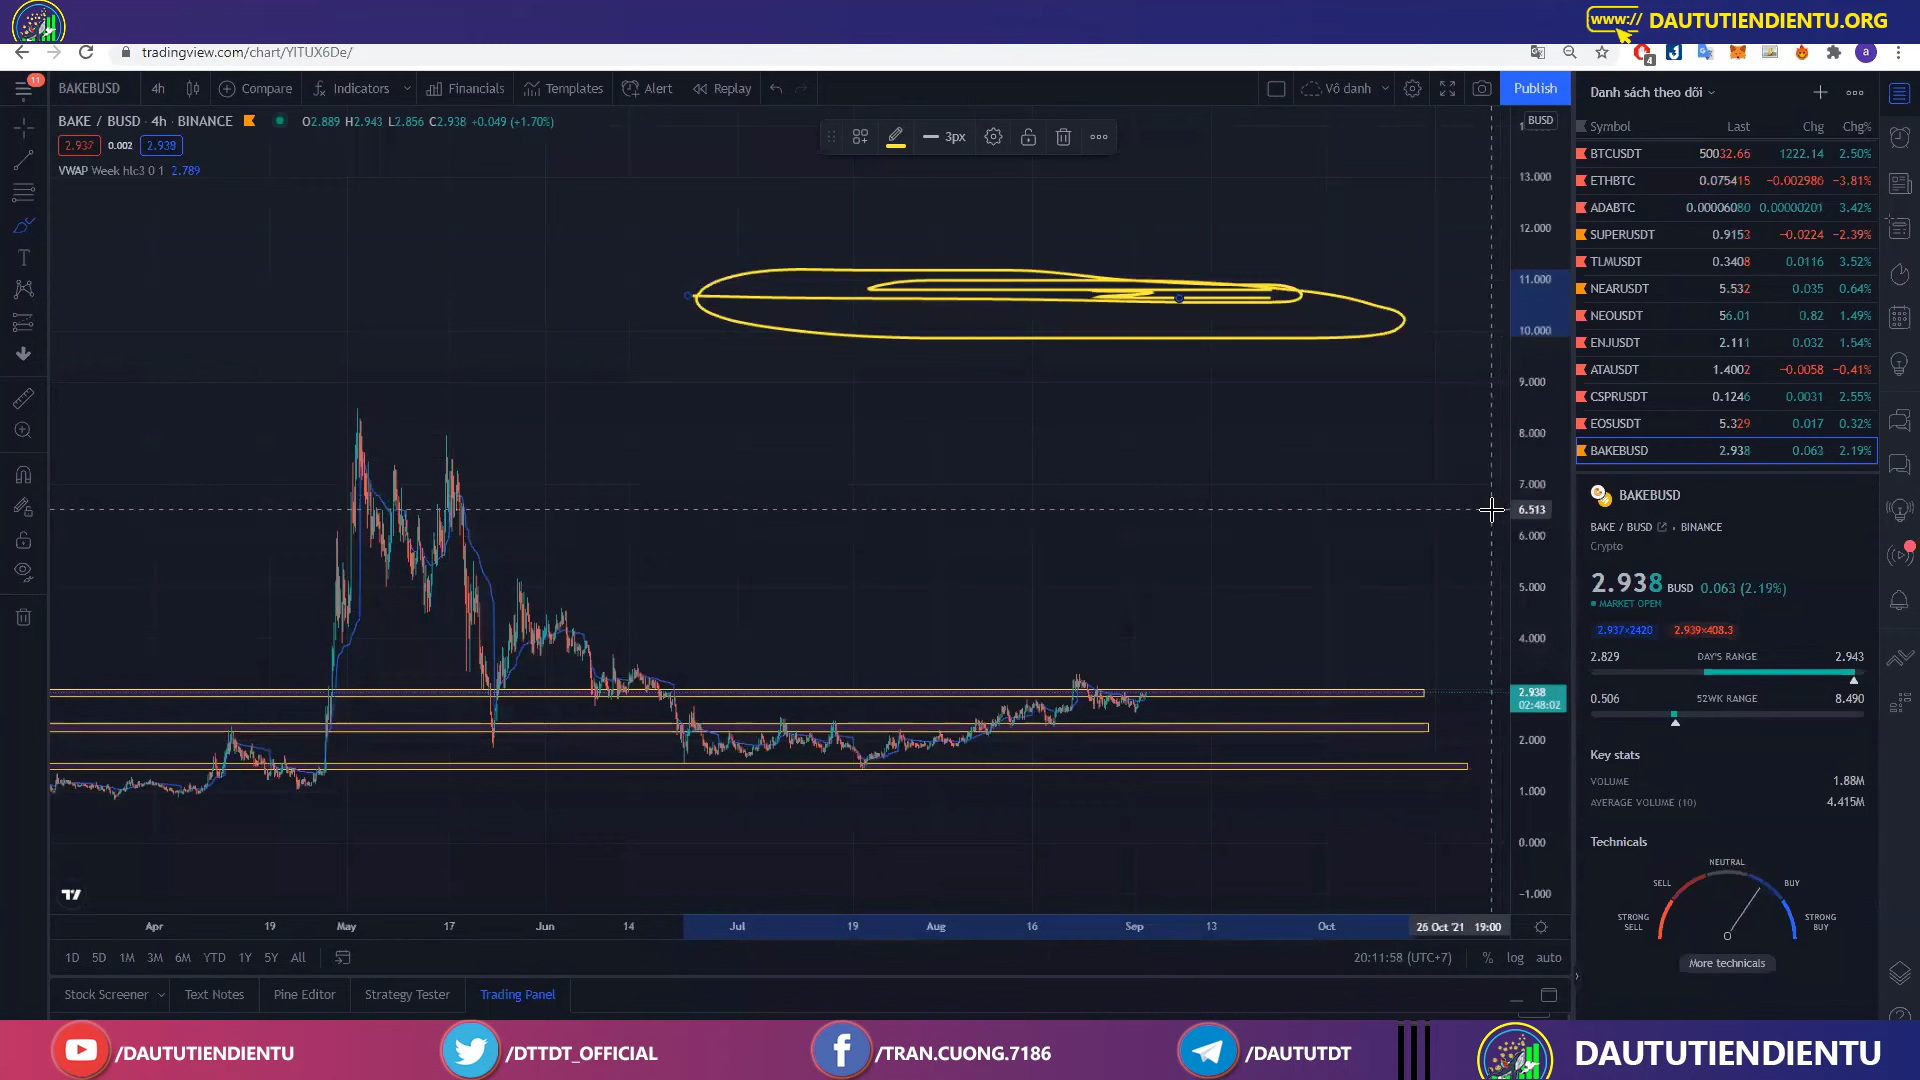 www:// DAUTUTIENDIENTU.ORG
tradingview.com/chart/YITUX6De/
4
a
11
BAKEBUSD 4h Compare Indicators Financials Templates Alert Replay Vô danh Publish
Danh sách theo dõi
BAKE / BUSD · 4h · BINANCE O2.889 H2.943 L2.856 C2.938 +0.049 (+1.70%)
2.937 0.002 2.938
VWAP Week hlc3 0 1 2.789
3px
BUSD
13.000
12.000
11.000
10.000
9.000
8.000
7.000
6.513
6.000
5.000
4.000
2.938
02:48:02
2.000
1.000
0.000
−1.000
Apr 19 May 17 Jun 14 Jul 19 Aug 16 Sep 13 Oct 26 Oct '21 19:00
1D 5D 1M 3M 6M YTD 1Y 5Y All
20:11:58 (UTC+7) % log auto
Stock Screener Text Notes Pine Editor Strategy Tester Trading Panel
Symbol Last Chg Chg%
BTCUSDT 50032.66 1222.14 2.50%
ETHBTC 0.075415 −0.002986 −3.81%
ADABTC 0.00006080 0.00000201 3.42%
SUPERUSDT 0.9153 −0.0224 −2.39%
TLMUSDT 0.3408 0.0116 3.52%
NEARUSDT 5.532 0.035 0.64%
NEOUSDT 56.01 0.82 1.49%
ENJUSDT 2.111 0.032 1.54%
ATAUSDT 1.4002 −0.0058 −0.41%
CSPRUSDT 0.1246 0.0031 2.55%
EOSUSDT 5.329 0.017 0.32%
BAKEBUSD 2.938 0.063 2.19%
BAKEBUSD
BAKE / BUSD · BINANCE
Crypto
2.938 BUSD 0.063 (2.19%)
MARKET OPEN
2.937×2420 2.939×408.3
2.829 DAY'S RANGE 2.943
0.506 52WK RANGE 8.490
Key stats
VOLUME 1.88M
AVERAGE VOLUME (10) 4.415M
Technicals
NEUTRAL
SELL BUY
STRONG SELL STRONG BUY
More technicals
/DAUTUTIENDIENTU /DTTDT_OFFICIAL /TRAN.CUONG.7186 /DAUTUTDT DAUTUTIENDIENTU